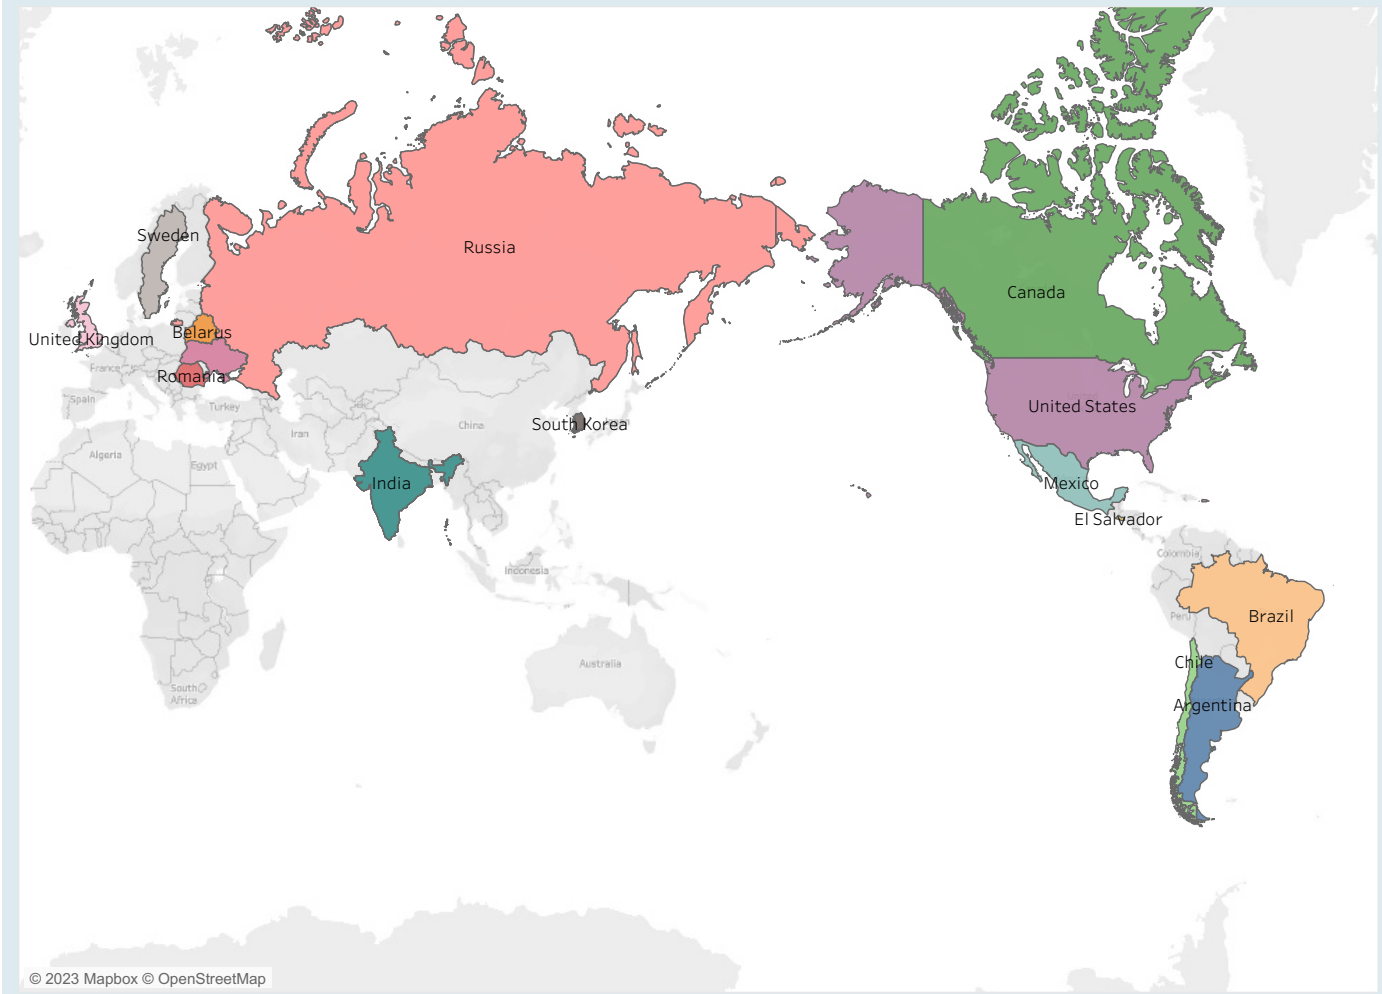 Sweden
Russia
Canada
United Kingdom
Belarus
France
Romania
Spain
Turkey
United States
South Korea
China
Iran
Algeria
Egypt
India
Mexico
El Salvador
Colombia
Indonesia
Peru
Brazil
Australia
Chile
South
Africa
Argentina
© 2023 Mapbox © OpenStreetMap